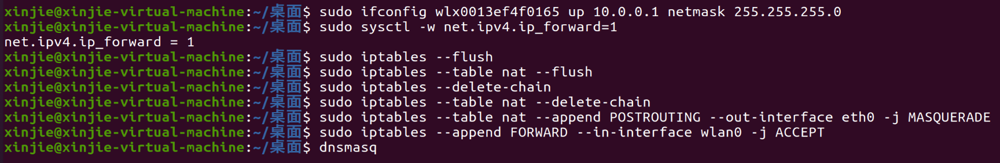 xinjie@xinjie-virtual-machine:~/桌面$ sudo ifconfig wlx0013ef4f0165 up 10.0.0.1 netmask 255.255.255.0
xinjie@xinjie-virtual-machine:~/桌面$ sudo sysctl -w net.ipv4.ip_forward=1
net.ipv4.ip_forward = 1
xinjie@xinjie-virtual-machine:~/桌面$ sudo iptables --flush
xinjie@xinjie-virtual-machine:~/桌面$ sudo iptables --table nat --flush
xinjie@xinjie-virtual-machine:~/桌面$ sudo iptables --delete-chain
xinjie@xinjie-virtual-machine:~/桌面$ sudo iptables --table nat --delete-chain
xinjie@xinjie-virtual-machine:~/桌面$ sudo iptables --table nat --append POSTROUTING --out-interface eth0 -j MASQUERADE
xinjie@xinjie-virtual-machine:~/桌面$ sudo iptables --append FORWARD --in-interface wlan0 -j ACCEPT
xinjie@xinjie-virtual-machine:~/桌面$ dnsmasq